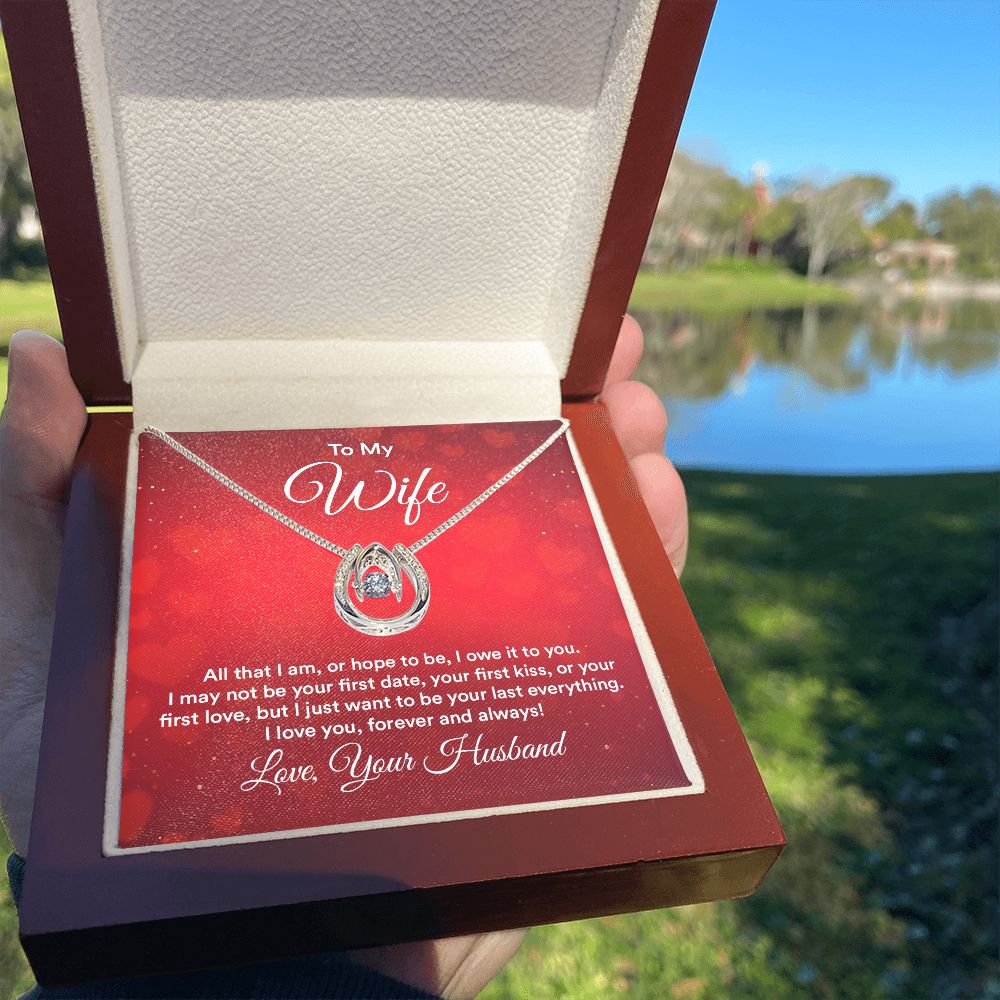 To My
Wife
All that I am, or hope to be, I owe it to you.
I may not be your first date, your first kiss, or your
first love, but I just want to be your last everything.
I love you, forever and always!
Love, Your Husband